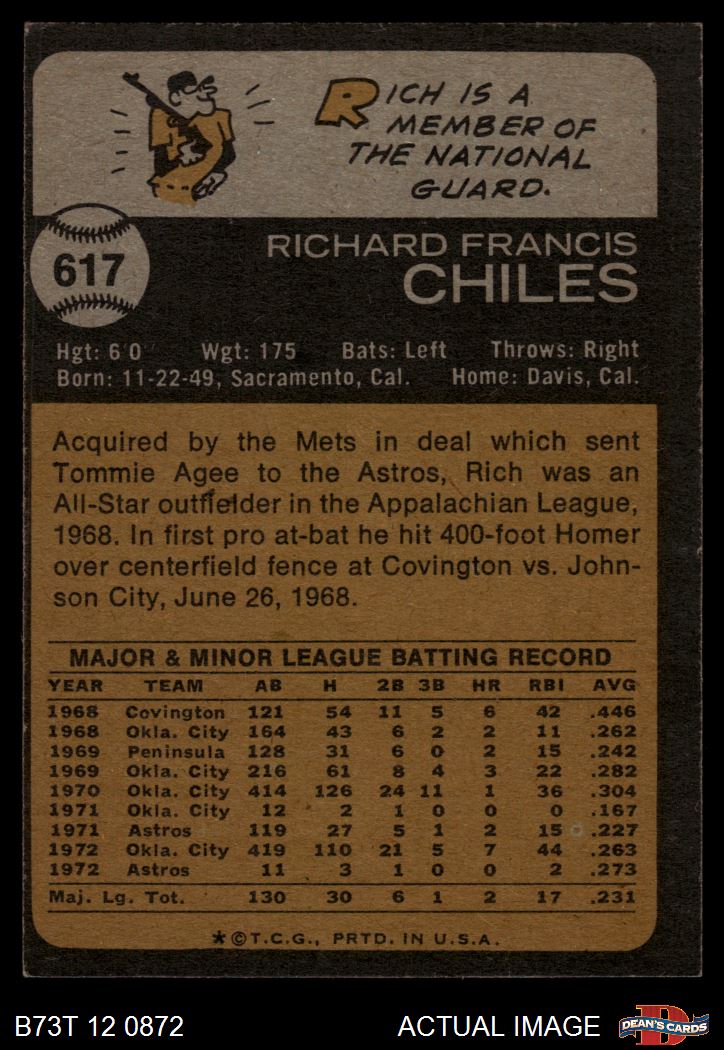 RICH IS A
MEMBER OF
THE NATIONAL
GUARD.
617
RICHARD FRANCIS
CHILES
Hgt: 6'0" Wgt: 175 Bats: Left Throws: Right
Born: 11-22-49, Sacramento, Cal. Home: Davis, Cal.
Acquired by the Mets in deal which sent
Tommie Agee to the Astros, Rich was an
All-Star outfielder in the Appalachian League,
1968. In first pro at-bat he hit 400-foot Homer
over centerfield fence at Covington vs. John-
son City, June 26, 1968.
MAJOR & MINOR LEAGUE BATTING RECORD
YEAR TEAM AB H 2B 3B HR RBI AVG
1968 Covington 121 54 11 5 6 42 .446
1968 Okla. City 164 43 6 2 2 11 .262
1969 Peninsula 128 31 6 0 2 15 .242
1969 Okla. City 216 61 8 4 3 22 .282
1970 Okla. City 414 126 24 11 1 36 .304
1971 Okla. City 12 2 1 0 0 0 .167
1971 Astros 119 27 5 1 2 15 .227
1972 Okla. City 419 110 21 5 7 44 .263
1972 Astros 11 3 1 0 0 2 .273
Maj. Lg. Tot. 130 30 6 1 2 17 .231
*©T.C.G., PRTD. IN U.S.A.
B73T 12 0872 ACTUAL IMAGE D DEAN'S CARDS